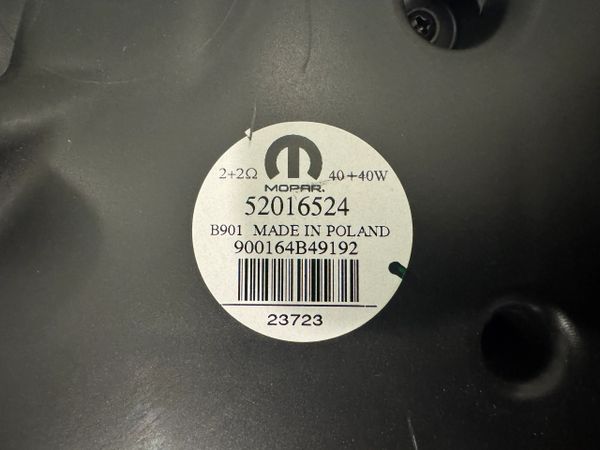 2+2Ω 40+40W
MOPAR.
52016524
B901 MADE IN POLAND
900164B49192
23723